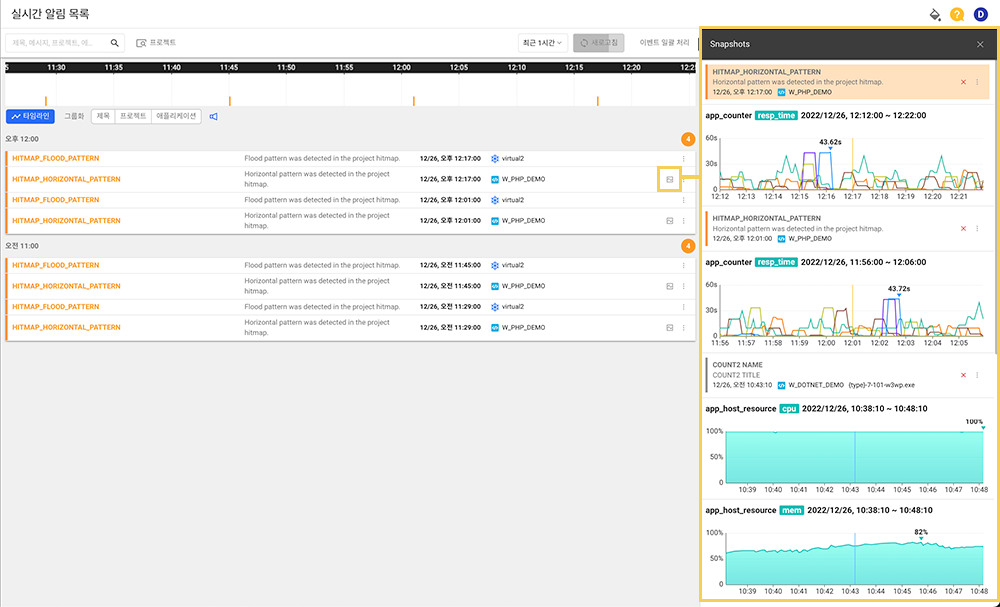 실시간 알림 목록
?
D
제목, 메시지, 프로젝트, 에...
프로젝트
최근 1시간
새로고침
이벤트 일괄 처리
5 11:30 11:35 11:40 11:45 11:50 11:55 12:00 12:05 12:10 12:15 12:20 12:25
타임라인
그룹화
제목
프로젝트
애플리케이션
오후 12:00
4
HITMAP_FLOOD_PATTERN Flood pattern was detected in the project hitmap. 12/26, 오후 12:17:00 virtual2
HITMAP_HORIZONTAL_PATTERN Horizontal pattern was detected in the project hitmap. 12/26, 오후 12:17:00 W_PHP_DEMO
HITMAP_FLOOD_PATTERN Flood pattern was detected in the project hitmap. 12/26, 오후 12:01:00 virtual2
HITMAP_HORIZONTAL_PATTERN Horizontal pattern was detected in the project hitmap. 12/26, 오후 12:01:00 W_PHP_DEMO
오전 11:00
4
HITMAP_FLOOD_PATTERN Flood pattern was detected in the project hitmap. 12/26, 오전 11:45:00 virtual2
HITMAP_HORIZONTAL_PATTERN Horizontal pattern was detected in the project hitmap. 12/26, 오전 11:45:00 W_PHP_DEMO
HITMAP_FLOOD_PATTERN Flood pattern was detected in the project hitmap. 12/26, 오전 11:29:00 virtual2
HITMAP_HORIZONTAL_PATTERN Horizontal pattern was detected in the project hitmap. 12/26, 오전 11:29:00 W_PHP_DEMO
Snapshots
HITMAP_HORIZONTAL_PATTERN
Horizontal pattern was detected in the project hitmap.
12/26, 오후 12:17:00 W_PHP_DEMO
app_counter resp_time 2022/12/26, 12:12:00 ~ 12:22:00
43.62s
60s
30s
0
12:12 12:13 12:14 12:15 12:16 12:17 12:18 12:19 12:20 12:21
HITMAP_HORIZONTAL_PATTERN
Horizontal pattern was detected in the project hitmap.
12/26, 오후 12:01:00 W_PHP_DEMO
app_counter resp_time 2022/12/26, 11:56:00 ~ 12:06:00
43.72s
60s
30s
0
11:56 11:57 11:58 11:59 12:00 12:01 12:02 12:03 12:04 12:05
COUNT2 NAME
COUNT2 TITLE
12/26, 오전 10:43:10 W_DOTNET_DEMO {type}-7-101-w3wp.exe
app_host_resource cpu 2022/12/26, 10:38:10 ~ 10:48:10
100%
100%
50%
0
10:39 10:40 10:41 10:42 10:43 10:44 10:45 10:46 10:47 10:48
app_host_resource mem 2022/12/26, 10:38:10 ~ 10:48:10
82%
100%
50%
0
10:39 10:40 10:41 10:42 10:43 10:44 10:45 10:46 10:47 10:48